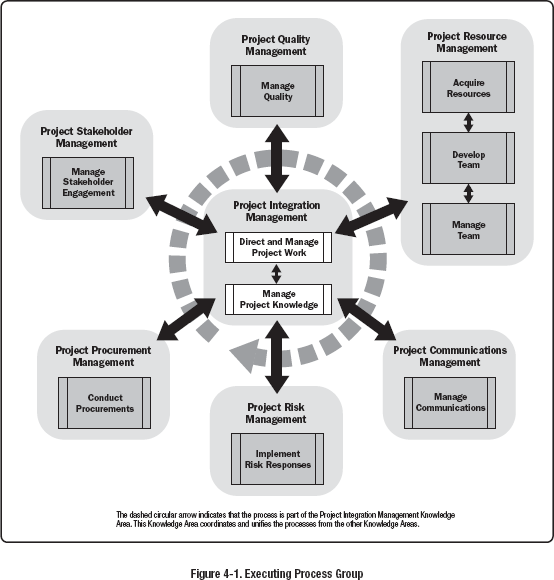 Project Quality
Management
Manage
Quality
Project Resource
Management
Acquire
Resources
Develop
Team
Manage
Team
Project Stakeholder
Management
Manage
Stakeholder
Engagement
Project Integration
Management
Direct and Manage
Project Work
Manage
Project Knowledge
Project Procurement
Management
Conduct
Procurements
Project Risk
Management
Implement
Risk Responses
Project Communications
Management
Manage
Communications
The dashed circular arrow indicates that the process is part of the Project Integration Management Knowledge
Area. This Knowledge Area coordinates and unifies the processes from the other Knowledge Areas.
Figure 4-1. Executing Process Group